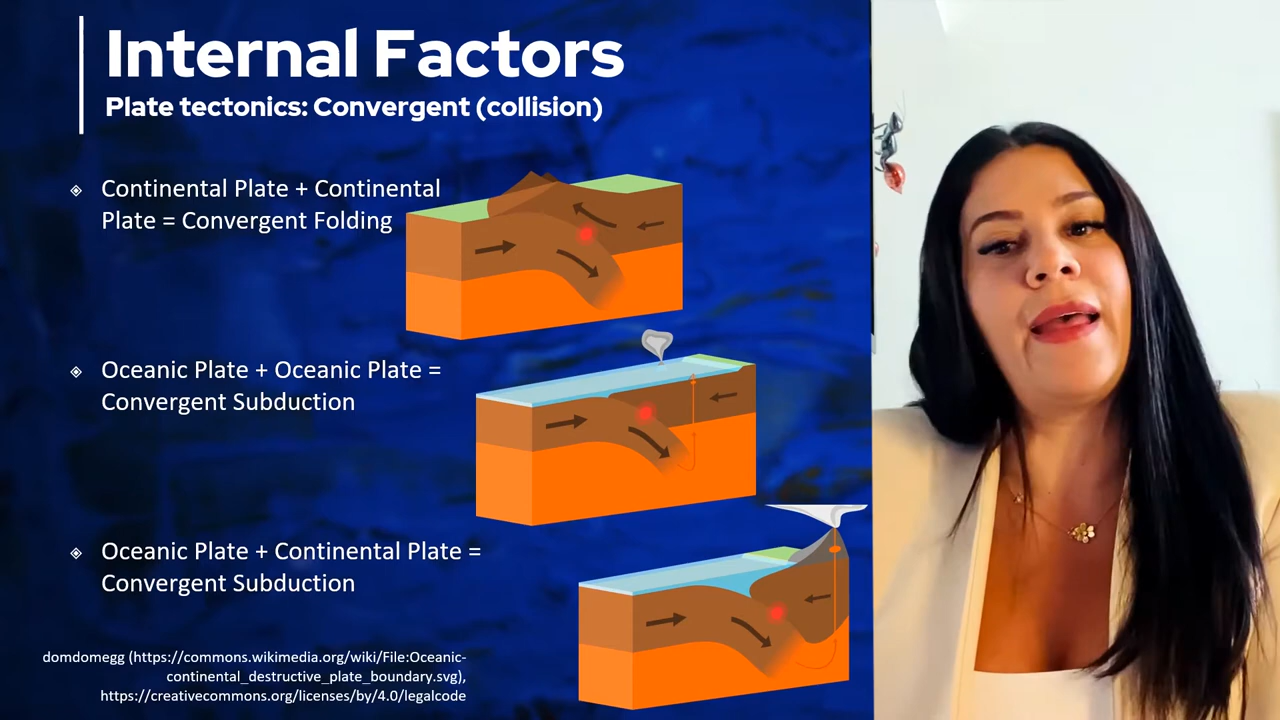 Internal Factors
Plate tectonics: Convergent (collision)
Continental Plate + Continental
Plate = Convergent Folding
Oceanic Plate + Oceanic Plate =
Convergent Subduction
Oceanic Plate + Continental Plate =
Convergent Subduction
domdomegg (https://commons.wikimedia.org/wiki/File:Oceanic-
continental_destructive_plate_boundary.svg),
https://creativecommons.org/licenses/by/4.0/legalcode